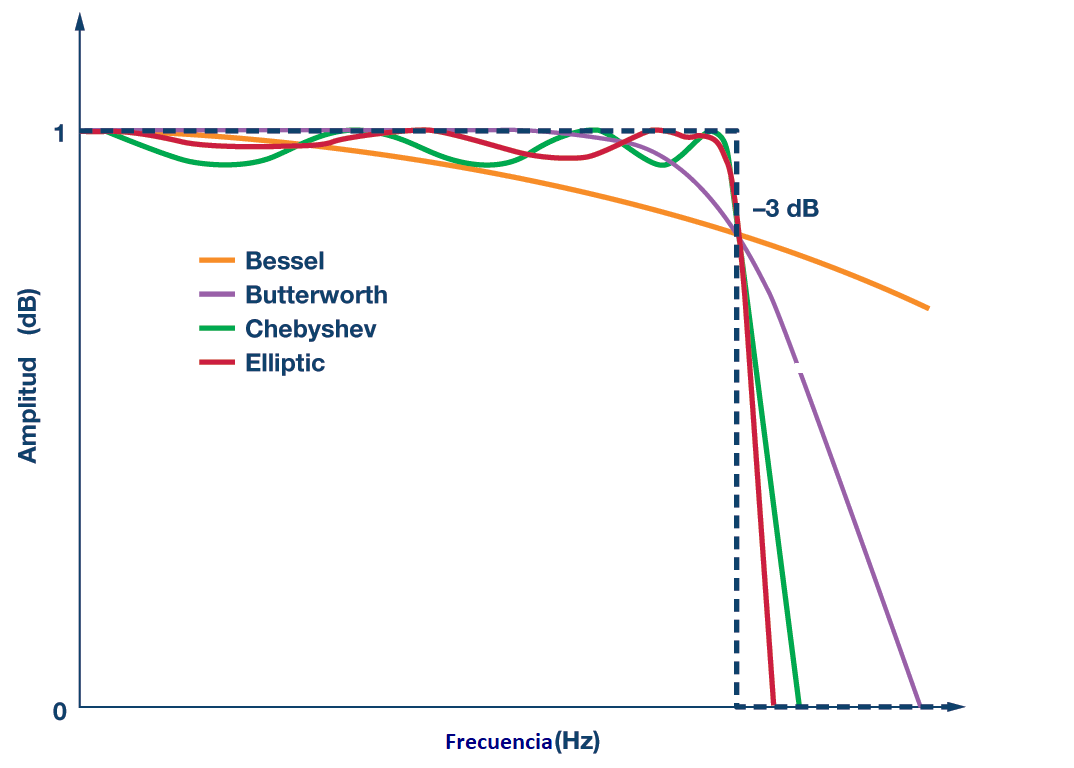 1
–3 dB
Bessel
Butterworth
Chebyshev
Elliptic
Amplitud (dB)
0
Frecuencia(Hz)